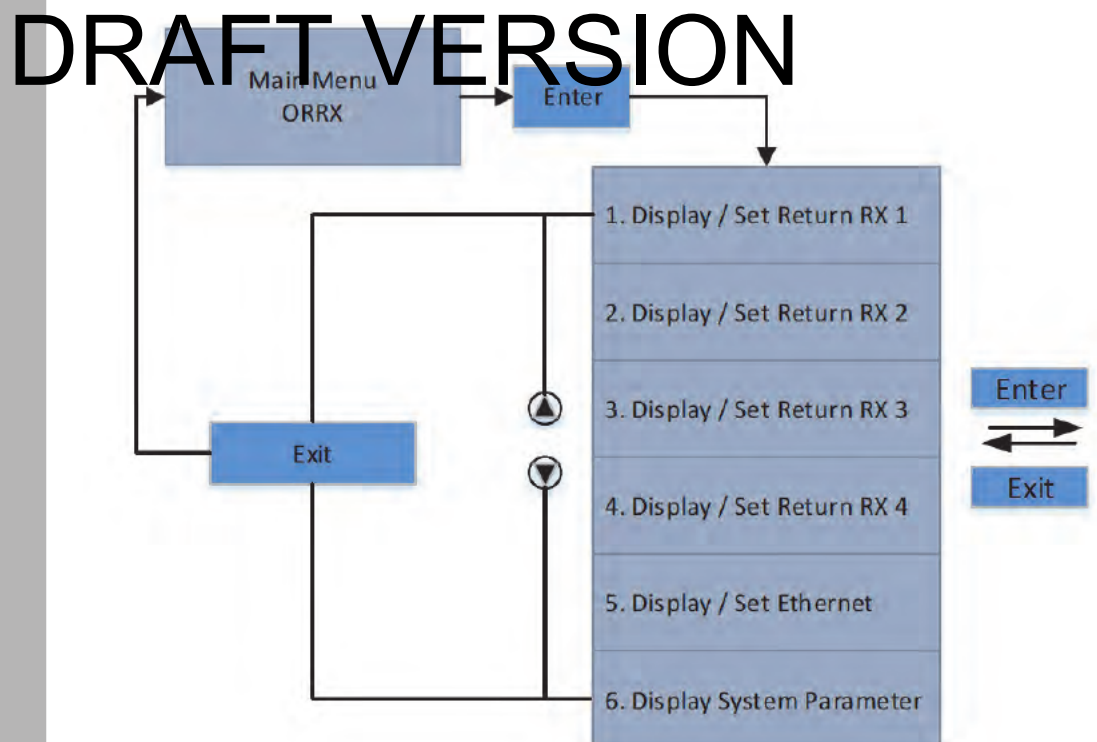 DRAFT VERSION
Main Menu
ORRX
Enter
1. Display / Set Return RX 1
2. Display / Set Return RX 2
3. Display / Set Return RX 3
Enter
Exit
4. Display / Set Return RX 4
Exit
5. Display / Set Ethernet
6. Display System Parameter